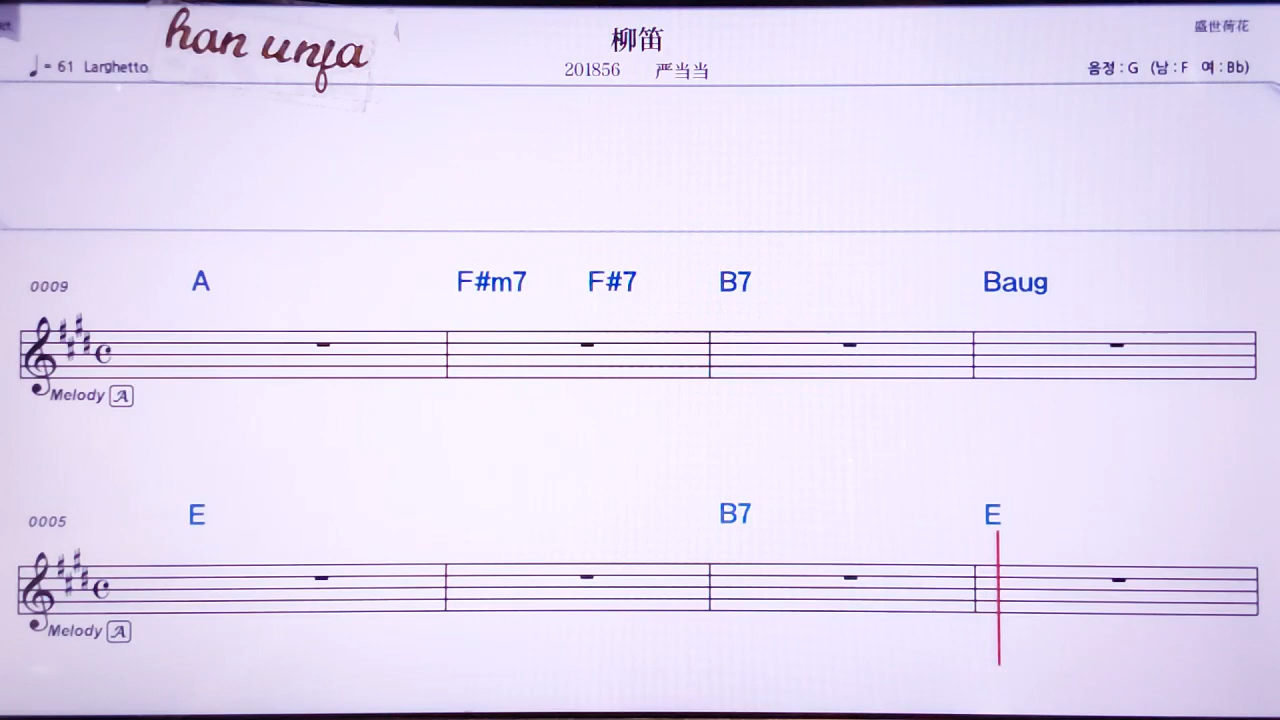 han unfa
柳笛
盛世荷花
♩= 61 Larghetto
201856 严当当
음정 : G (남 : F 여 : Bb)
0009
A F#m7 F#7 B7 Baug
Melody A
0005
E B7 E
Melody A